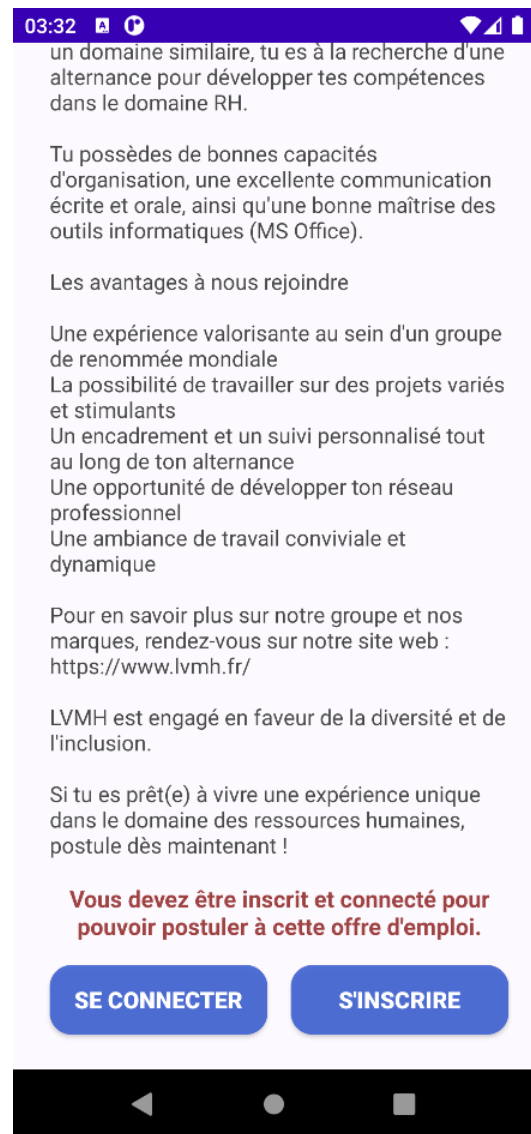 03:32
un domaine similaire, tu es à la recherche d'une
alternance pour développer tes compétences
dans le domaine RH.
Tu possèdes de bonnes capacités
d'organisation, une excellente communication
écrite et orale, ainsi qu'une bonne maîtrise des
outils informatiques (MS Office).
Les avantages à nous rejoindre
Une expérience valorisante au sein d'un groupe
de renommée mondiale
La possibilité de travailler sur des projets variés
et stimulants
Un encadrement et un suivi personnalisé tout
au long de ton alternance
Une opportunité de développer ton réseau
professionnel
Une ambiance de travail conviviale et
dynamique
Pour en savoir plus sur notre groupe et nos
marques, rendez-vous sur notre site web :
https://www.lvmh.fr/
LVMH est engagé en faveur de la diversité et de
l'inclusion.
Si tu es prêt(e) à vivre une expérience unique
dans le domaine des ressources humaines,
postule dès maintenant !
Vous devez être inscrit et connecté pour
pouvoir postuler à cette offre d'emploi.
SE CONNECTER
S'INSCRIRE